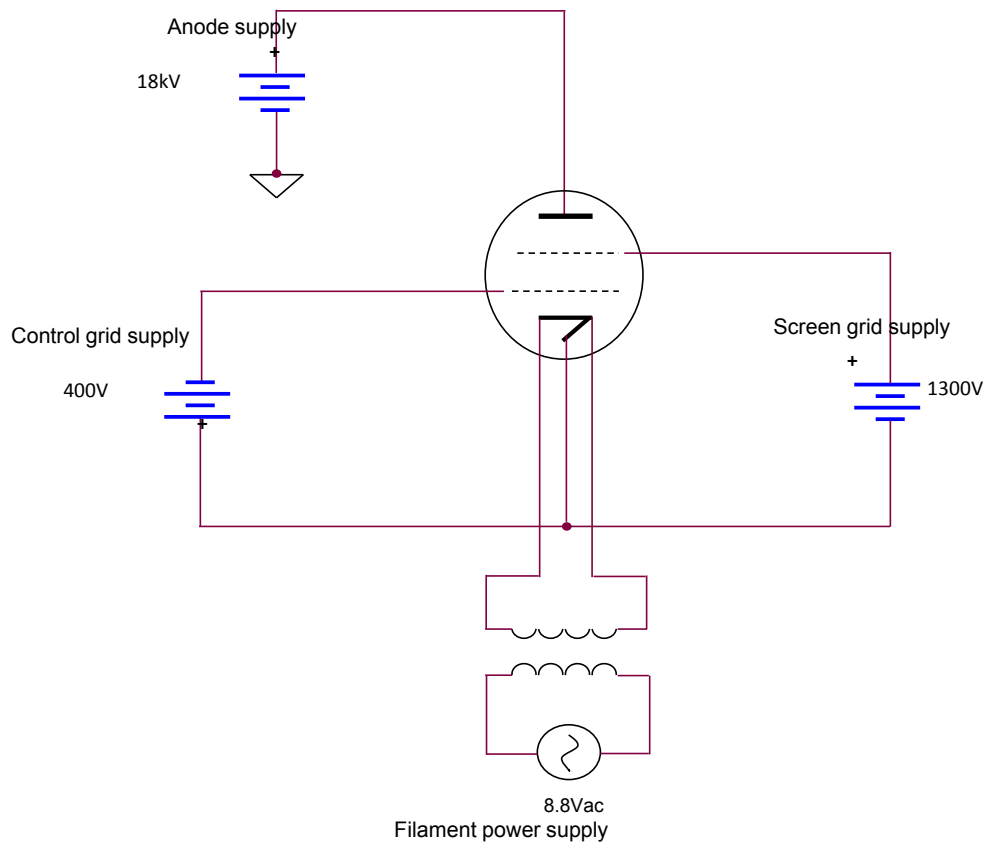 Anode supply
+
18kV
Control grid supply
400V
+
Screen grid supply
+
1300V
8.8Vac
Filament power supply